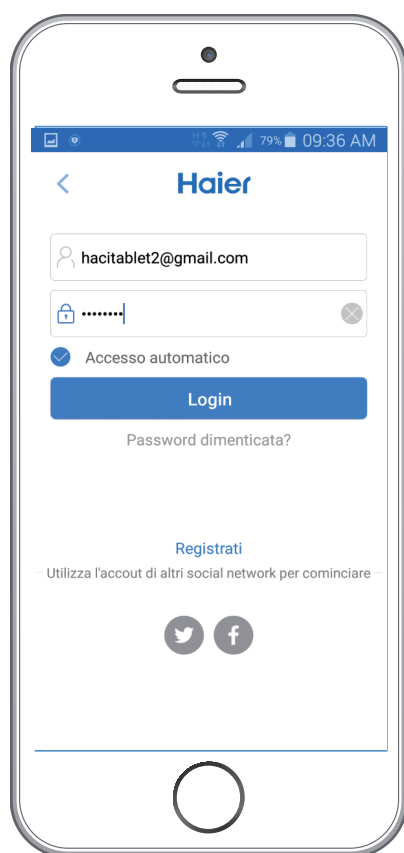 79% 09:36 AM
Haier
hacitablet2@gmail.com
••••••••
Accesso automatico
Login
Password dimenticata?
Registrati
Utilizza l'accout di altri social network per cominciare